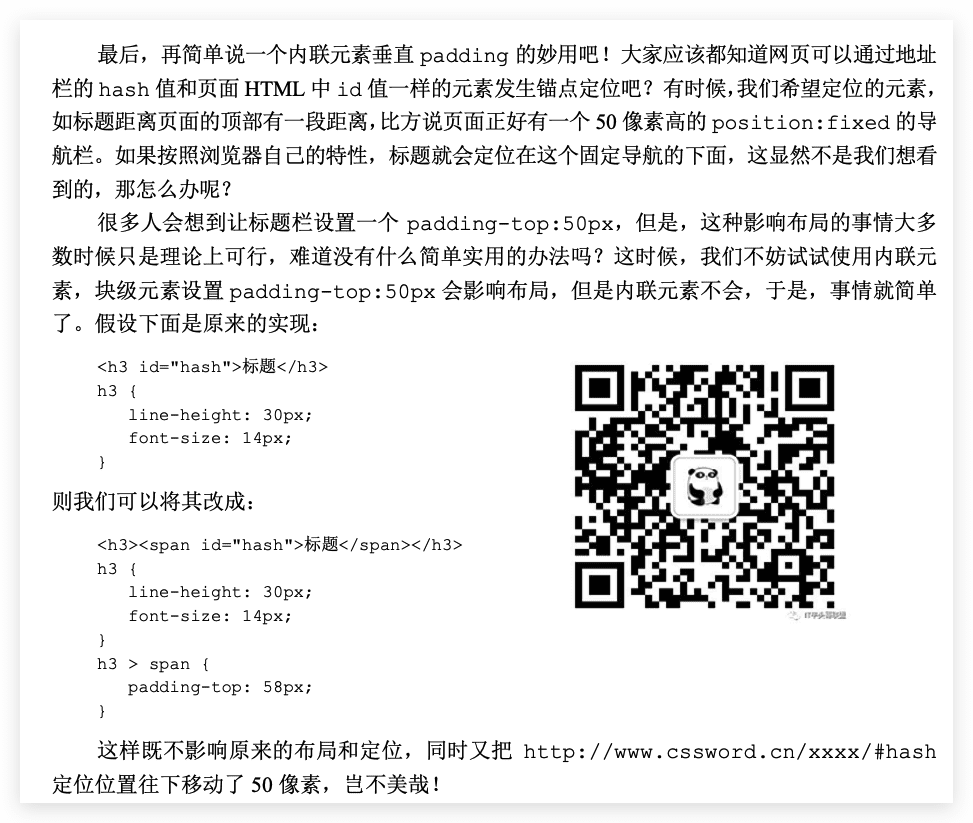 最后，再简单说一个内联元素垂直 padding 的妙用吧！大家应该都知道网页可以通过地址
栏的 hash 值和页面 HTML 中 id 值一样的元素发生锚点定位吧？有时候，我们希望定位的元素，
如标题距离页面的顶部有一段距离，比方说页面正好有一个 50 像素高的 position:fixed 的导
航栏。如果按照浏览器自己的特性，标题就会定位在这个固定导航的下面，这显然不是我们想看
到的，那怎么办呢？
很多人会想到让标题栏设置一个 padding-top:50px，但是，这种影响布局的事情大多
数时候只是理论上可行，难道没有什么简单实用的办法吗？这时候，我们不妨试试使用内联元
素，块级元素设置 padding-top:50px 会影响布局，但是内联元素不会，于是，事情就简单
了。假设下面是原来的实现：
<h3 id="hash">标题</h3>
h3 {
line-height: 30px;
font-size: 14px;
}
则我们可以将其改成：
<h3><span id="hash">标题</span></h3>
h3 {
line-height: 30px;
font-size: 14px;
}
h3 > span {
padding-top: 58px;
}
这样既不影响原来的布局和定位，同时又把 http://www.cssword.cn/xxxx/#hash
定位位置往下移动了 50 像素，岂不美哉！